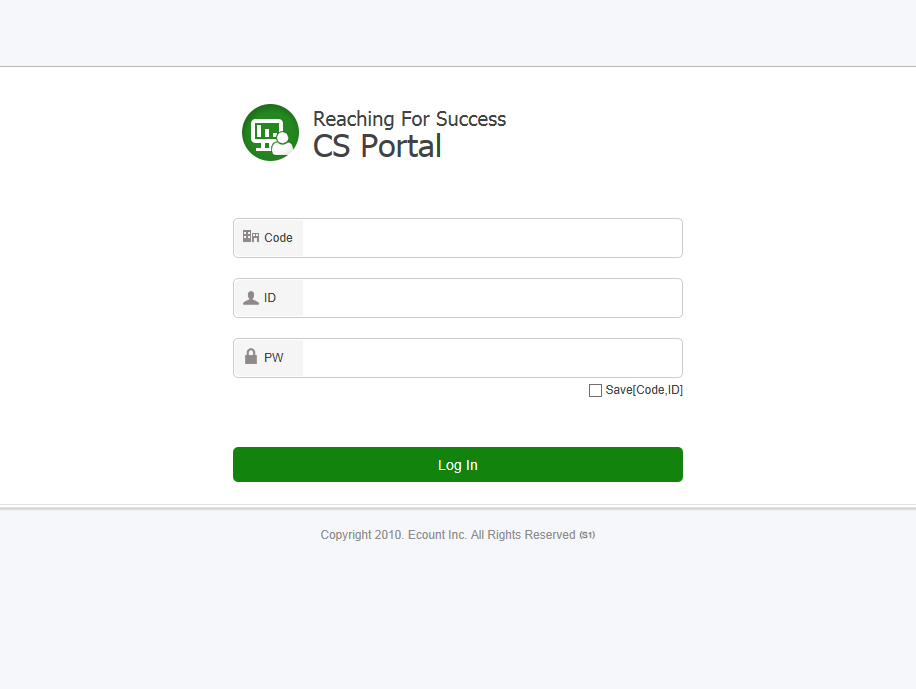 Reaching For Success
CS Portal
Code
ID
PW
Save[Code,ID]
Log In
Copyright 2010. Ecount Inc. All Rights Reserved (S1)